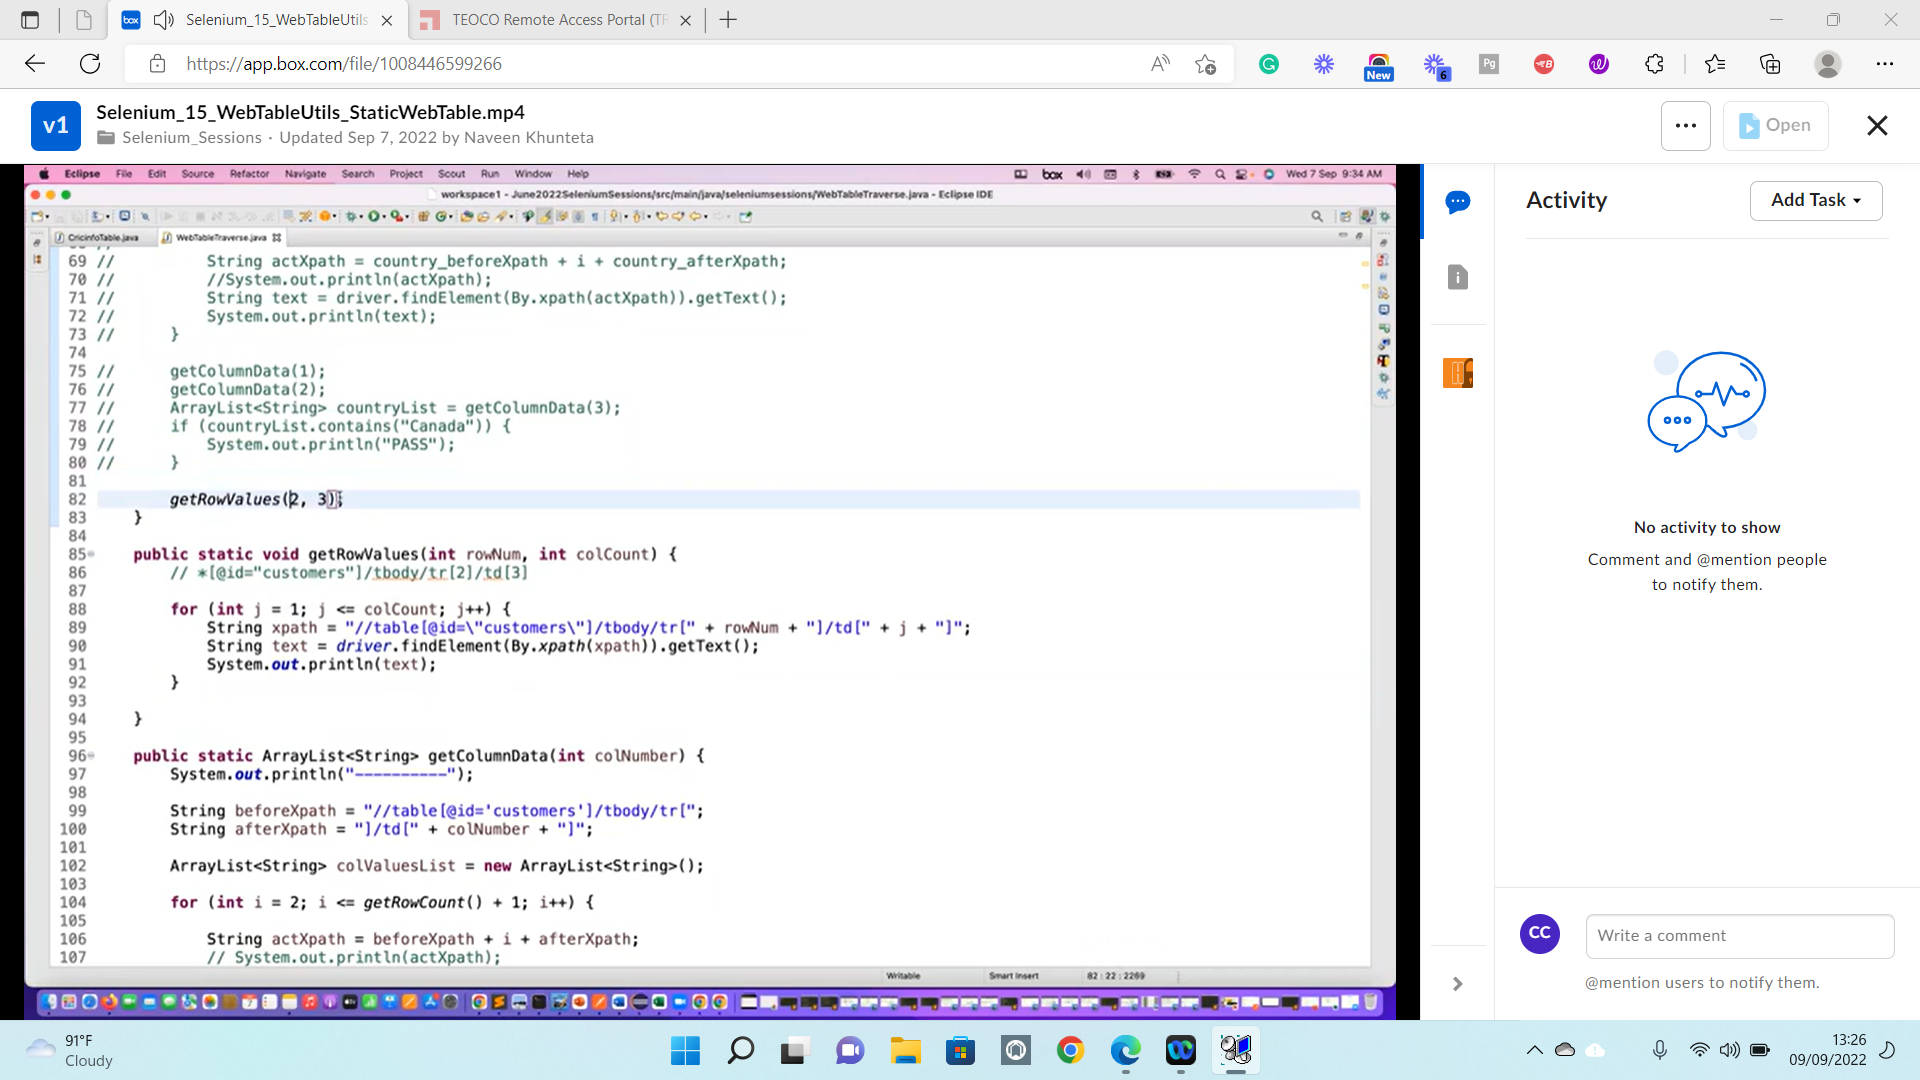 Selenium_15_WebTableUtils
TEOCO Remote Access Portal (TR
https://app.box.com/file/1008446599266
New
6
Pg
v1
Selenium_15_WebTableUtils_StaticWebTable.mp4
Selenium_Sessions · Updated Sep 7, 2022 by Naveen Khunteta
Open
Eclipse File Edit Source Refactor Navigate Search Project Scout Run Window Help
box
Wed 7 Sep 9:34 AM
workspace1 - June2022SeleniumSessions/src/main/java/seleniumsessions/WebTableTraverse.java - Eclipse IDE
CricinfoTable.java
WebTableTraverse.java
69 // String actXpath = country_beforeXpath + i + country_afterXpath;
70 // //System.out.println(actXpath);
71 // String text = driver.findElement(By.xpath(actXpath)).getText();
72 // System.out.println(text);
73 // }
74
75 // getColumnData(1);
76 // getColumnData(2);
77 // ArrayList<String> countryList = getColumnData(3);
78 // if (countryList.contains("Canada")) {
79 // System.out.println("PASS");
80 // }
81
82 getRowValues(2, 3);
83 }
84
85 public static void getRowValues(int rowNum, int colCount) {
86 // *[@id="customers"]/tbody/tr[2]/td[3]
87
88 for (int j = 1; j <= colCount; j++) {
89 String xpath = "//table[@id=\"customers\"]/tbody/tr[" + rowNum + "]/td[" + j + "]";
90 String text = driver.findElement(By.xpath(xpath)).getText();
91 System.out.println(text);
92 }
93
94 }
95
96 public static ArrayList<String> getColumnData(int colNumber) {
97 System.out.println("----------");
98
99 String beforeXpath = "//table[@id='customers']/tbody/tr[";
100 String afterXpath = "]/td[" + colNumber + "]";
101
102 ArrayList<String> colValuesList = new ArrayList<String>();
103
104 for (int i = 2; i <= getRowCount() + 1; i++) {
105
106 String actXpath = beforeXpath + i + afterXpath;
107 // System.out.println(actXpath);
Writable
Smart Insert
82 : 22 : 2269
Activity
Add Task
No activity to show
Comment and @mention people
to notify them.
CC
Write a comment
@mention users to notify them.
91°F
Cloudy
13:26
09/09/2022